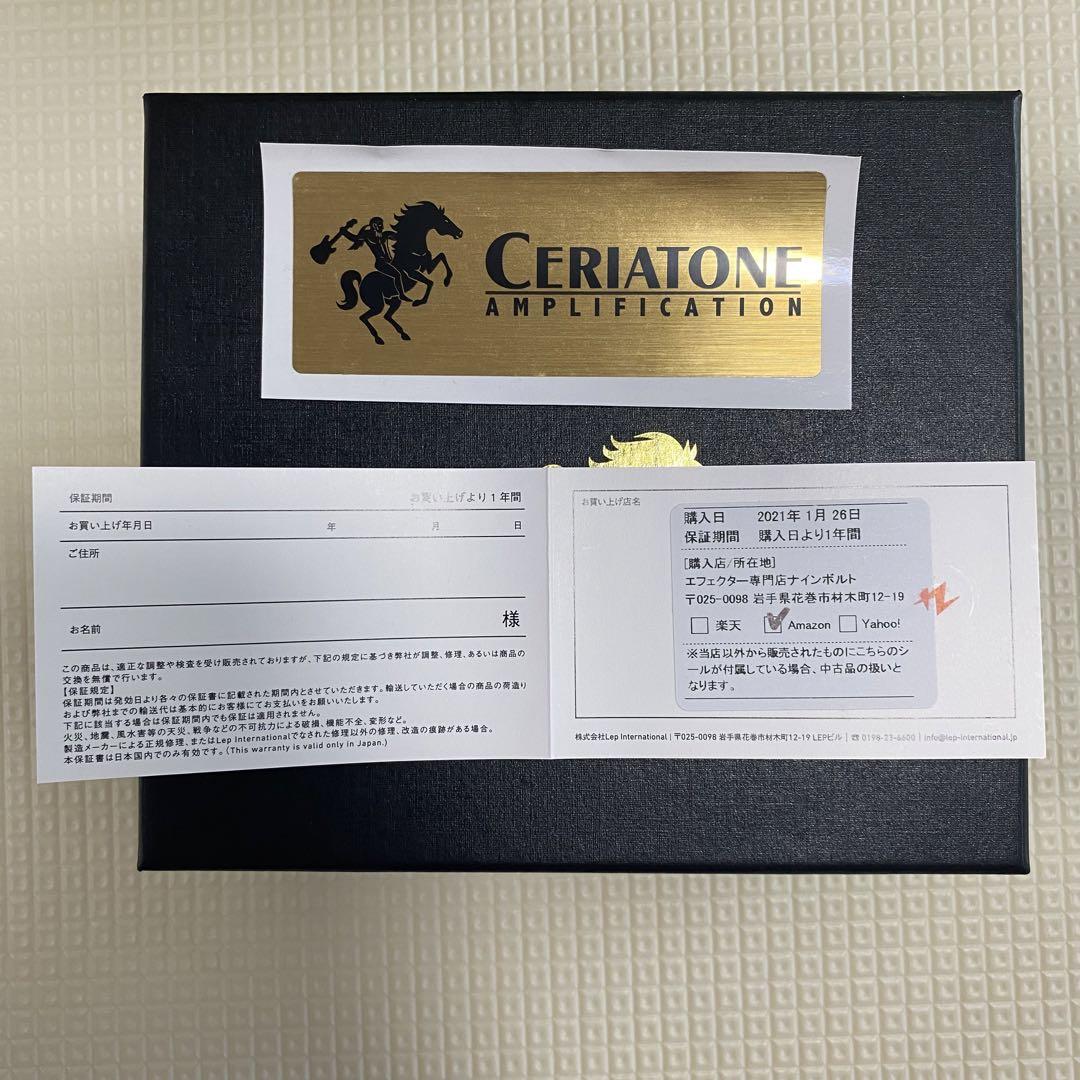 CERIATONE
AMPLIFICATION
保証期間 お買い上げより1年間
お買い上げ年月日 年 月 日
ご住所
お名前 様
この商品は、適正な調整や検査を受け販売されておりますが、下記の規定に基づき弊社が調整、修理、あるいは商品の
交換を無償で行います。
【保証規定】
保証期間は発効日より各々の保証書に記載された期間内とさせていただきます。輸送していただく場合の商品の荷造り
および弊社までの輸送代は基本的にお客様にてお支払いをお願いいたします。
下記に該当する場合は保証期間内でも保証は適用されません。
火災、地震、風水害等の天災、戦争などの不可抗力による破損、機能不全、変形など。
製造メーカーによる正規修理、またはLep Internationalでなされた修理以外の修理、改造の痕跡がある場合。
本保証書は日本国内でのみ有効です。(This warranty is valid only in Japan.)
お買い上げ店名
購入日 2021年 1月 26日
保証期間 購入日より1年間
[購入店/所在地]
エフェクター専門店ナインボルト
〒025-0098 岩手県花巻市材木町12-19
楽天 Amazon Yahoo!
※当店以外から販売されたものにこちらのシ
ールが付属している場合、中古品の扱いと
なります。
株式会社Lep International | 〒025-0098 岩手県花巻市材木町12-19 LEPビル | ☎ 0198-23-6600 | info@lep-international.jp